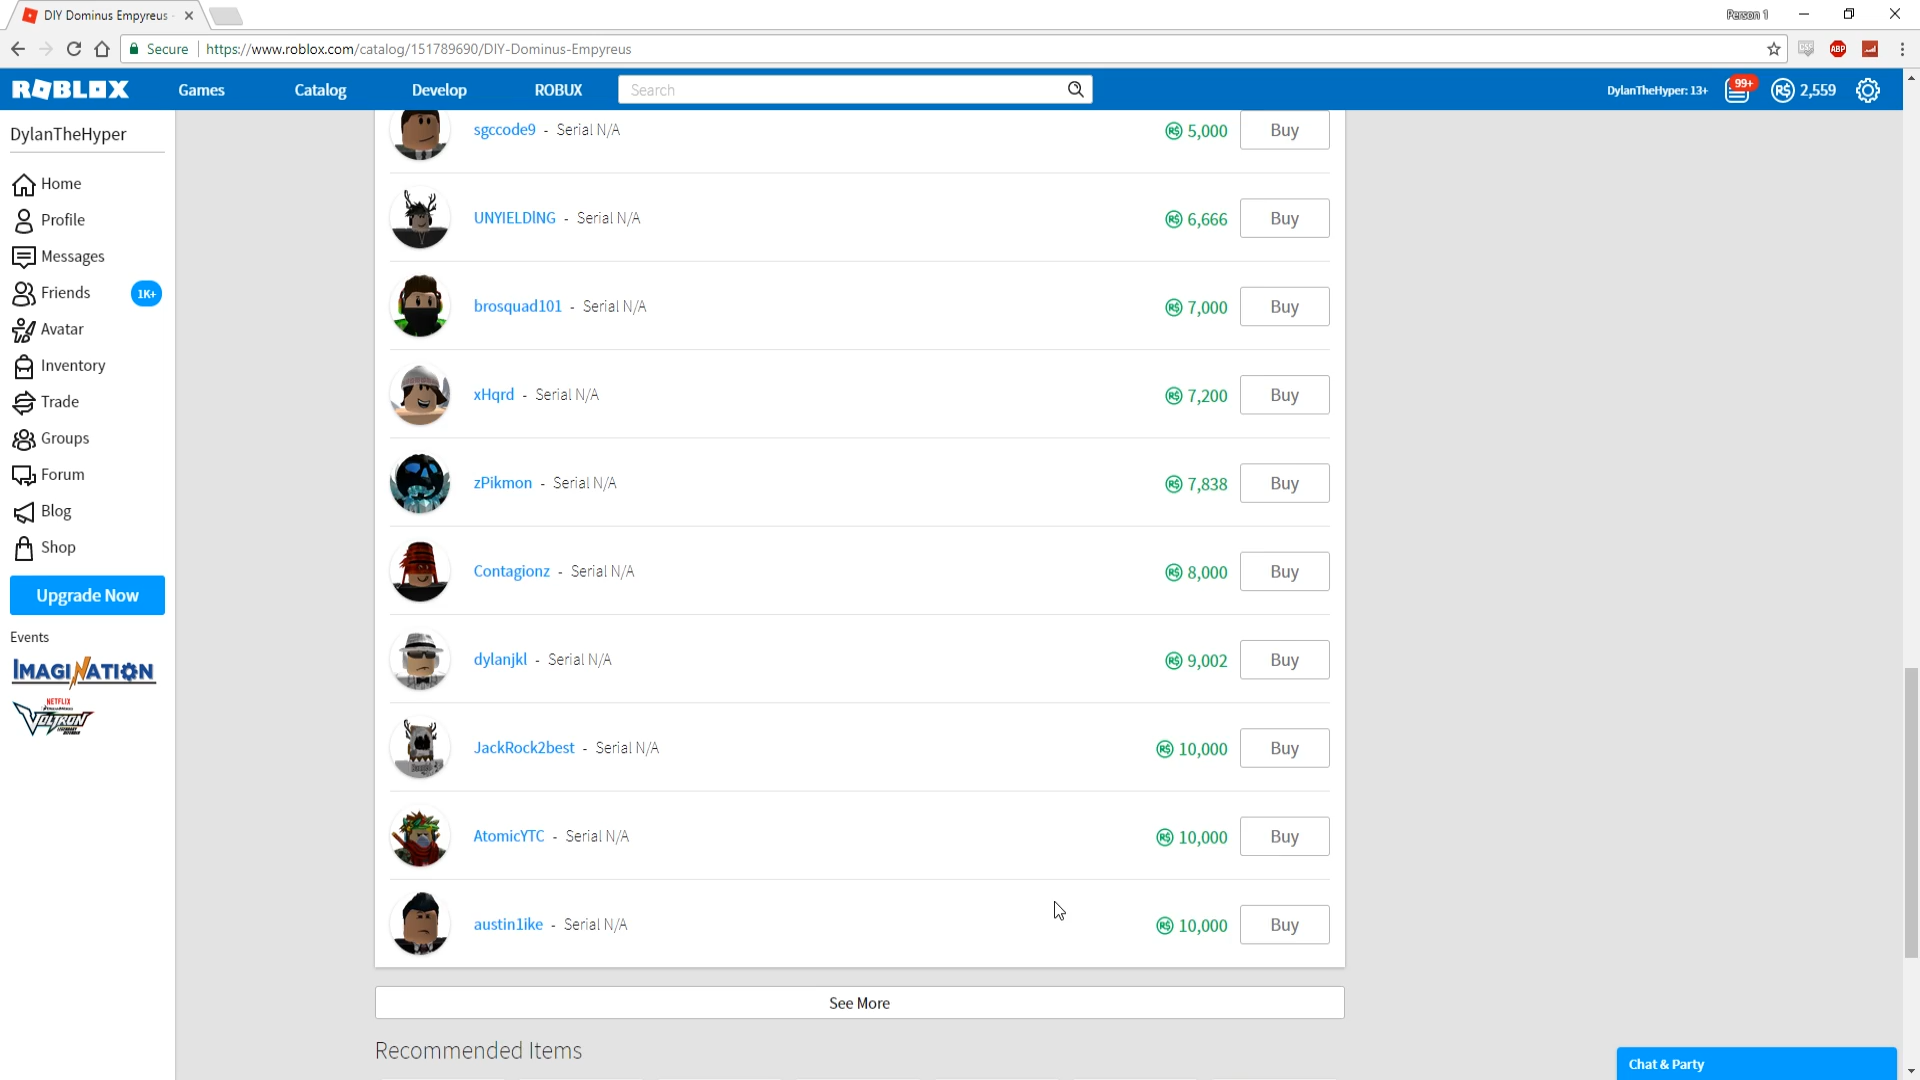 DIY Dominus Empyreus
Person 1
Secure https://www.roblox.com/catalog/151789690/DIY-Dominus-Empyreus
ABP
ROBLOX Games Catalog Develop ROBUX Search DylanTheHyper: 13+ 99+ R$ 2,559
DylanTheHyper
Home
Profile
Messages
Friends 1K+
Avatar
Inventory
Trade
Groups
Forum
Blog
Shop
Upgrade Now
Events
IMAGINATION
NETFLIX
VOLTRON
sgccode9 - Serial N/A R$ 5,000 Buy
UNYIELDlNG - Serial N/A R$ 6,666 Buy
brosquad101 - Serial N/A R$ 7,000 Buy
xHqrd - Serial N/A R$ 7,200 Buy
zPikmon - Serial N/A R$ 7,838 Buy
Contagionz - Serial N/A R$ 8,000 Buy
dylanjkl - Serial N/A R$ 9,002 Buy
JackRock2best - Serial N/A R$ 10,000 Buy
AtomicYTC - Serial N/A R$ 10,000 Buy
austin1ike - Serial N/A R$ 10,000 Buy
See More
Recommended Items
Chat & Party